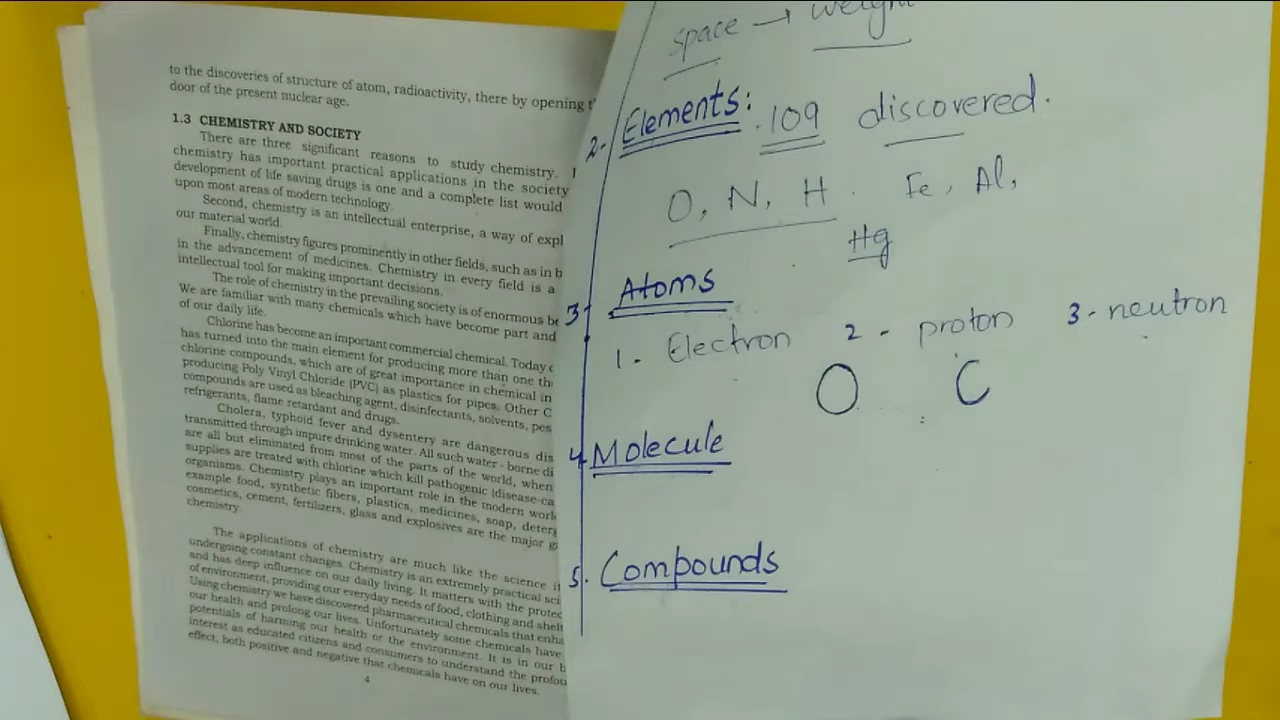 to the discoveries of structure of atom, radioactivity, there by opening
door of the present nuclear age.
1.3 CHEMISTRY AND SOCIETY
There are three significant reasons to study chemistry.
chemistry has important practical applications in the society
development of life saving drugs is one and a complete list would
upon most areas of modern technology.
Second, chemistry is an intellectual enterprise, a way of expl
our material world.
Finally, chemistry figures prominently in other fields, such as in b
in the advancement of medicines. Chemistry in every field is a
intellectual tool for making important decisions.
The role of chemistry in the prevailing society is of enormous be
We are familiar with many chemicals which have become part and
of our daily life.
Chlorine has become an important commercial chemical. Today
has turned into the main element for producing more than one th
chlorine compounds, which are of great importance in chemical in
producing Poly Vinyl Chloride (PVC) as plastics for pipes. Other C
compounds are used as bleaching agent, disinfectants, solvents, pes
refrigerants, flame retardant and drugs.
Cholera, typhoid fever and dysentery are dangerous dis
transmitted through impure drinking water. All such water - borne di
are all but eliminated from most of the parts of the world, when
supplies are treated with chlorine which kill pathogenic (disease-ca
organisms. Chemistry plays an important role in the modern worl
example food, synthetic fibers, plastics, medicines, soap, deterg
cosmetics, cement, fertilizers, glass and explosives are the major g
chemistry
The applications of chemistry are much like the science it
undergoing constant changes. Chemistry is an extremely practical sci
and has deep influence on our daily living. It matters with the protec
of environment, providing our everyday needs of food, clothing and shelt
Using chemistry we have discovered pharmaceutical chemicals that enha
our health and prolong our lives. Unfortunately some chemicals have
potentials of harming our health or the environment. It is in our b
interest as educated citizens and consumers to understand the profou
effect, both positive and negative that chemicals have on our lives.
4
space → weight
2- Elements: 109 discovered.
O, N, H. Fe, Al,
Hg
3- Atoms
1- Electron 2- proton 3- neutron
O C
4 Molecule
5. Compounds